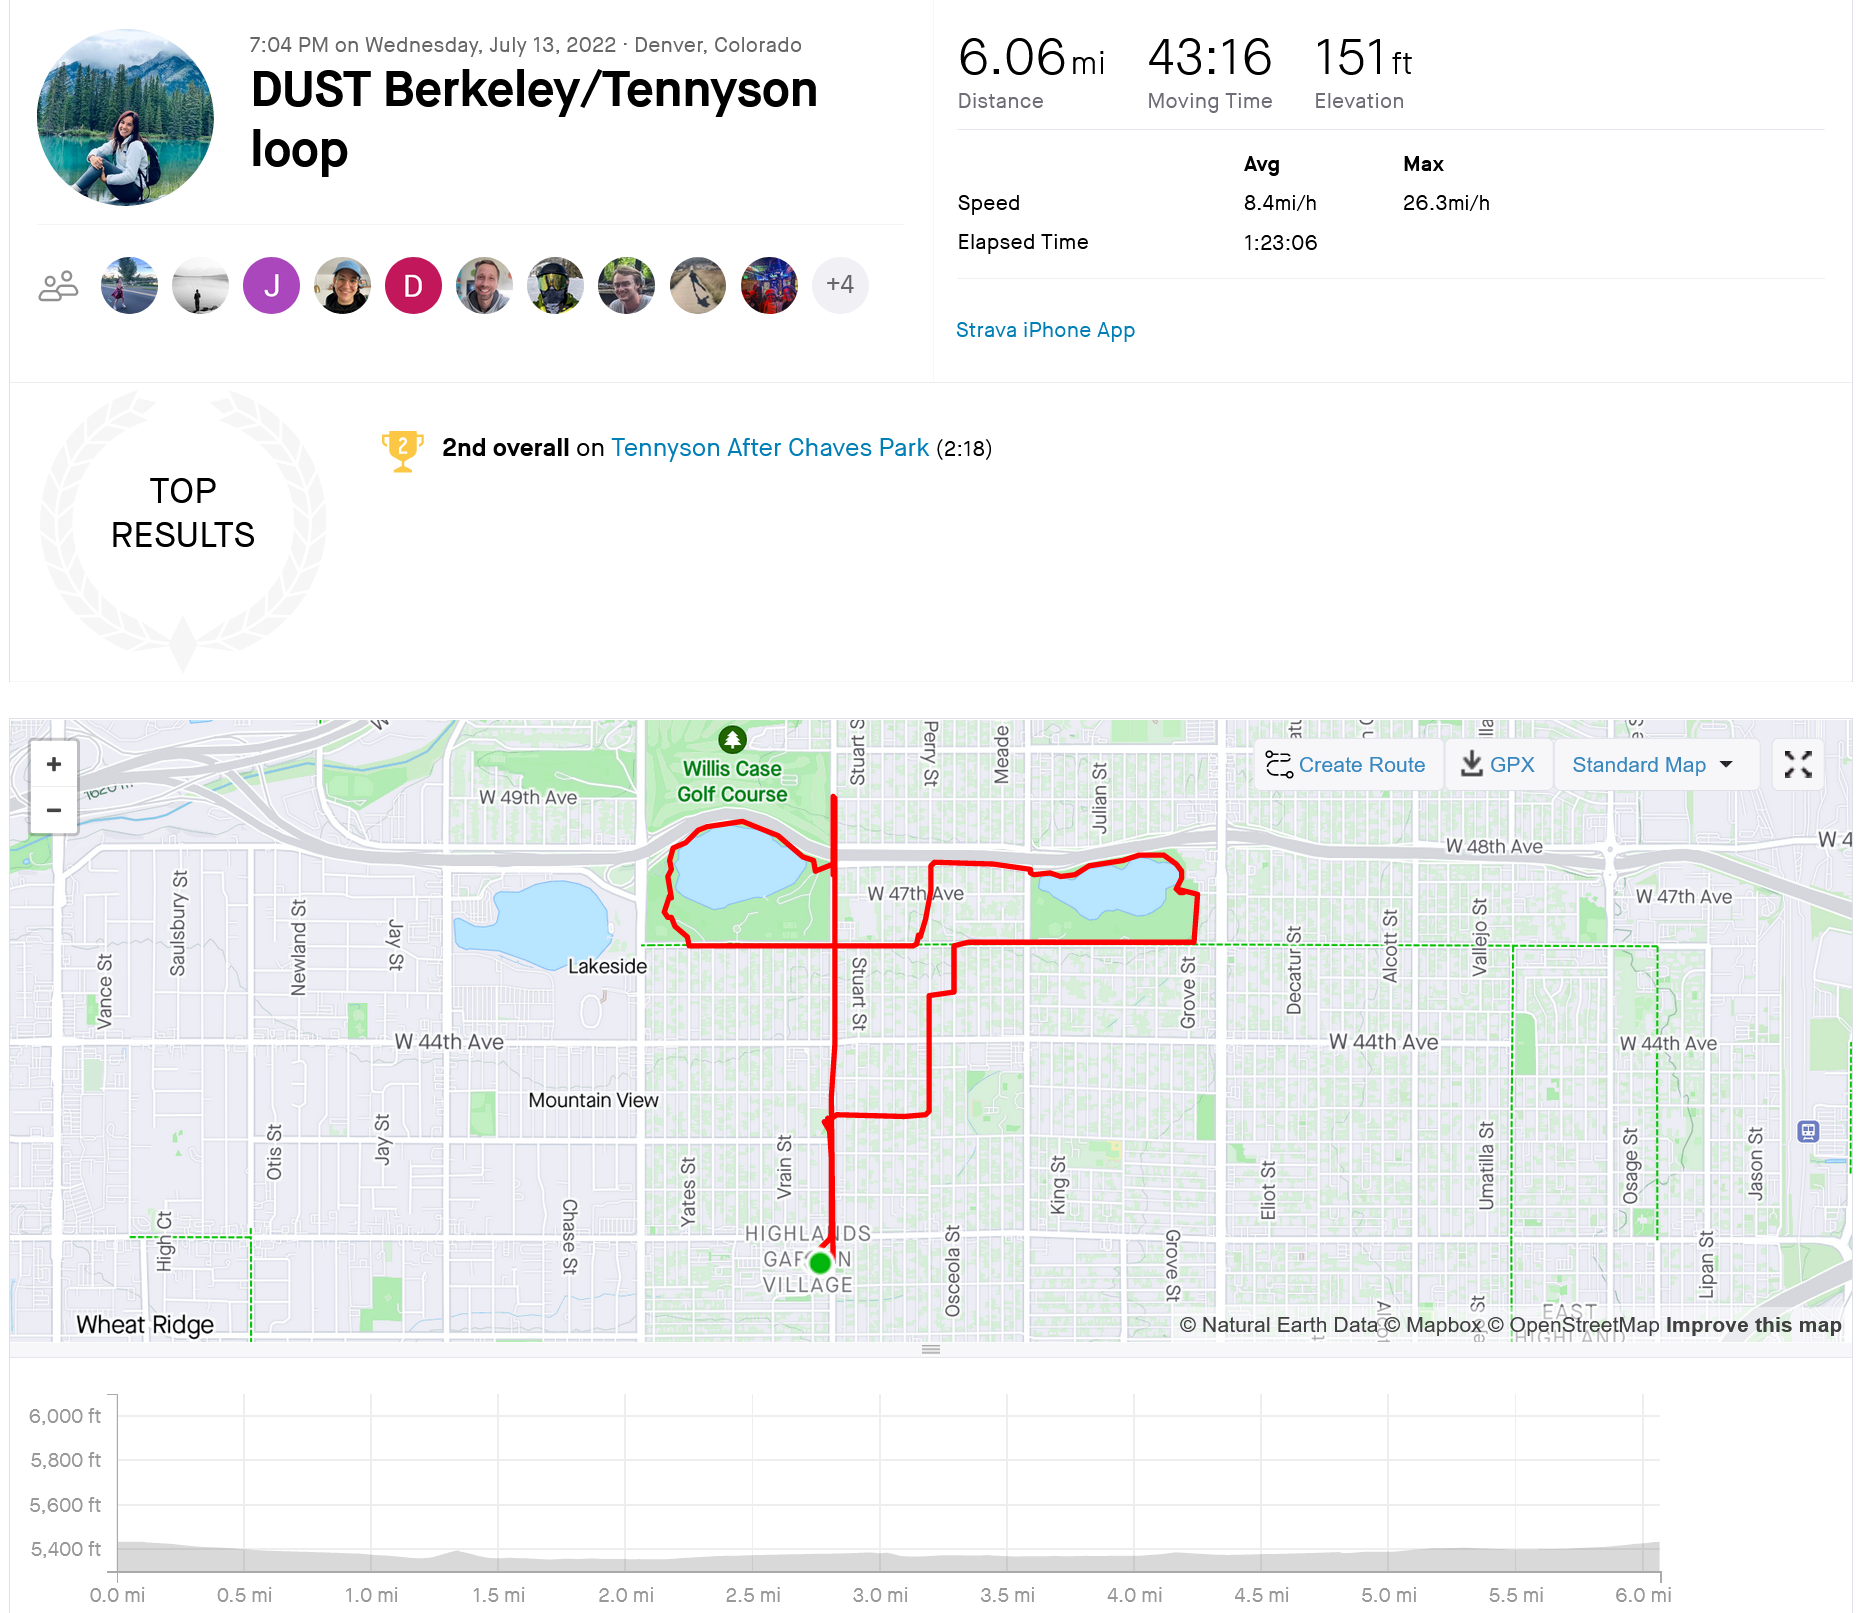 7:04 PM on Wednesday, July 13, 2022 · Denver, Colorado
DUST Berkeley/Tennyson
loop
J
D
+4
6.06 mi
43:16
151 ft
Distance
Moving Time
Elevation
Avg
Max
Speed
8.4mi/h
26.3mi/h
Elapsed Time
1:23:06
Strava iPhone App
TOP
RESULTS
2
2nd overall on Tennyson After Chaves Park (2:18)
+
−
Create Route
GPX
Standard Map
Willis Case
Golf Course
W 49th Ave
Stuart S
Perry St
Meade
Julian St
W 48th Ave
W 4
W 47th Ave
W 47th Ave
Saulsbury St
Newland St
Jay St
Vance St
Lakeside
Stuart St
Grove St
Decatur St
Alcott St
Vallejo St
W 44th Ave
W 44th Ave
W 44th Ave
Mountain View
Otis St
Jay St
Yates St
Vrain St
King St
Eliot St
Umatilla St
Osage St
Jason St
High Ct
Chase St
Osceola St
Grove St
Lipan St
HIGHLANDS
VILLAGE
Wheat Ridge
EAST
HIGHLAND
© Natural Earth Data © Mapbox © OpenStreetMap Improve this map
6,000 ft
5,800 ft
5,600 ft
5,400 ft
0.0 mi
0.5 mi
1.0 mi
1.5 mi
2.0 mi
2.5 mi
3.0 mi
3.5 mi
4.0 mi
4.5 mi
5.0 mi
5.5 mi
6.0 mi